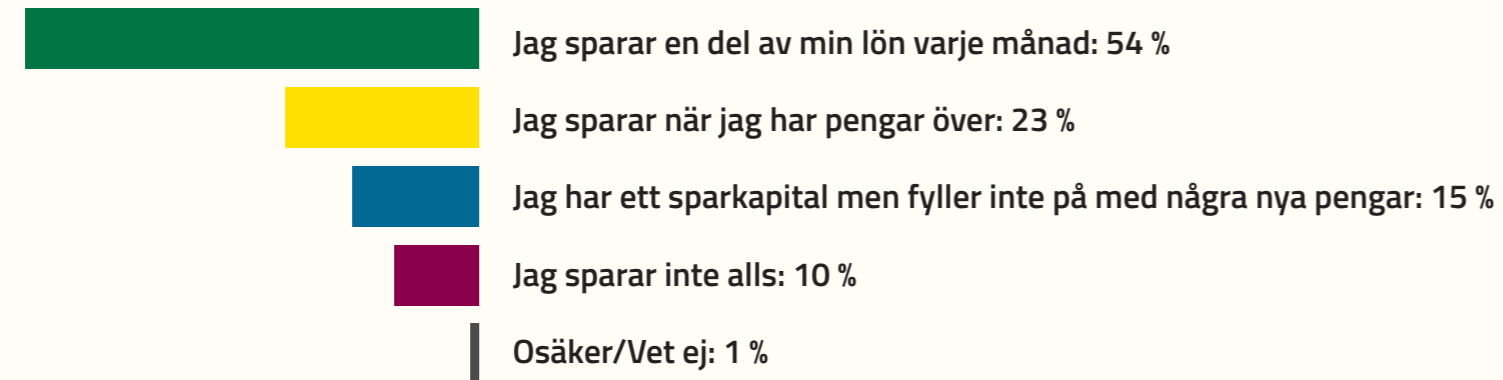 Jag sparar en del av min lön varje månad: 54 %
Jag sparar när jag har pengar över: 23 %
Jag har ett sparkapital men fyller inte på med några nya pengar: 15 %
Jag sparar inte alls: 10 %
Osäker/Vet ej: 1 %